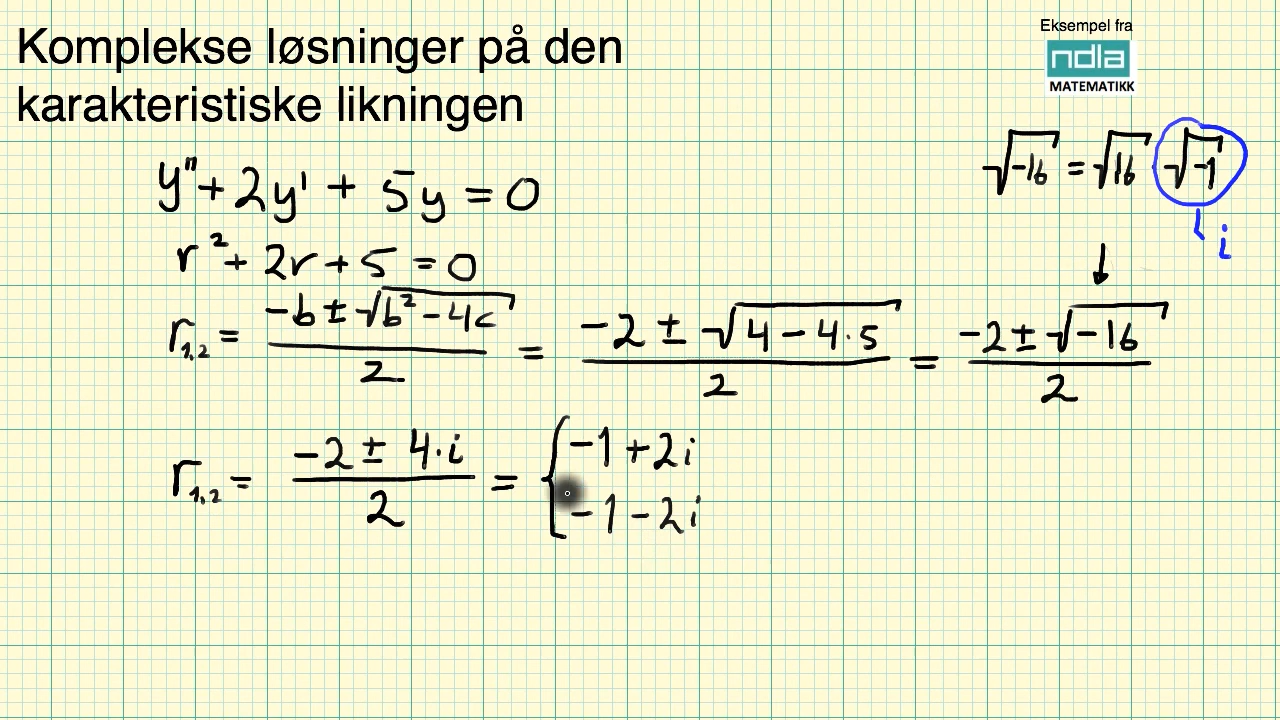 Komplekse løsninger på den
karakteristiske likningen
Eksempel fra
ndla
MATEMATIKK
√-16 = √16 √-1
i
y'' + 2y' + 5y = 0
r² + 2r + 5 = 0
r₁,₂ = (-b ± √(b² - 4c))/2 = (-2 ± √(4 - 4·5))/2 = (-2 ± √-16)/2
r₁,₂ = (-2 ± 4·i)/2 = { -1 + 2i
-1 - 2i